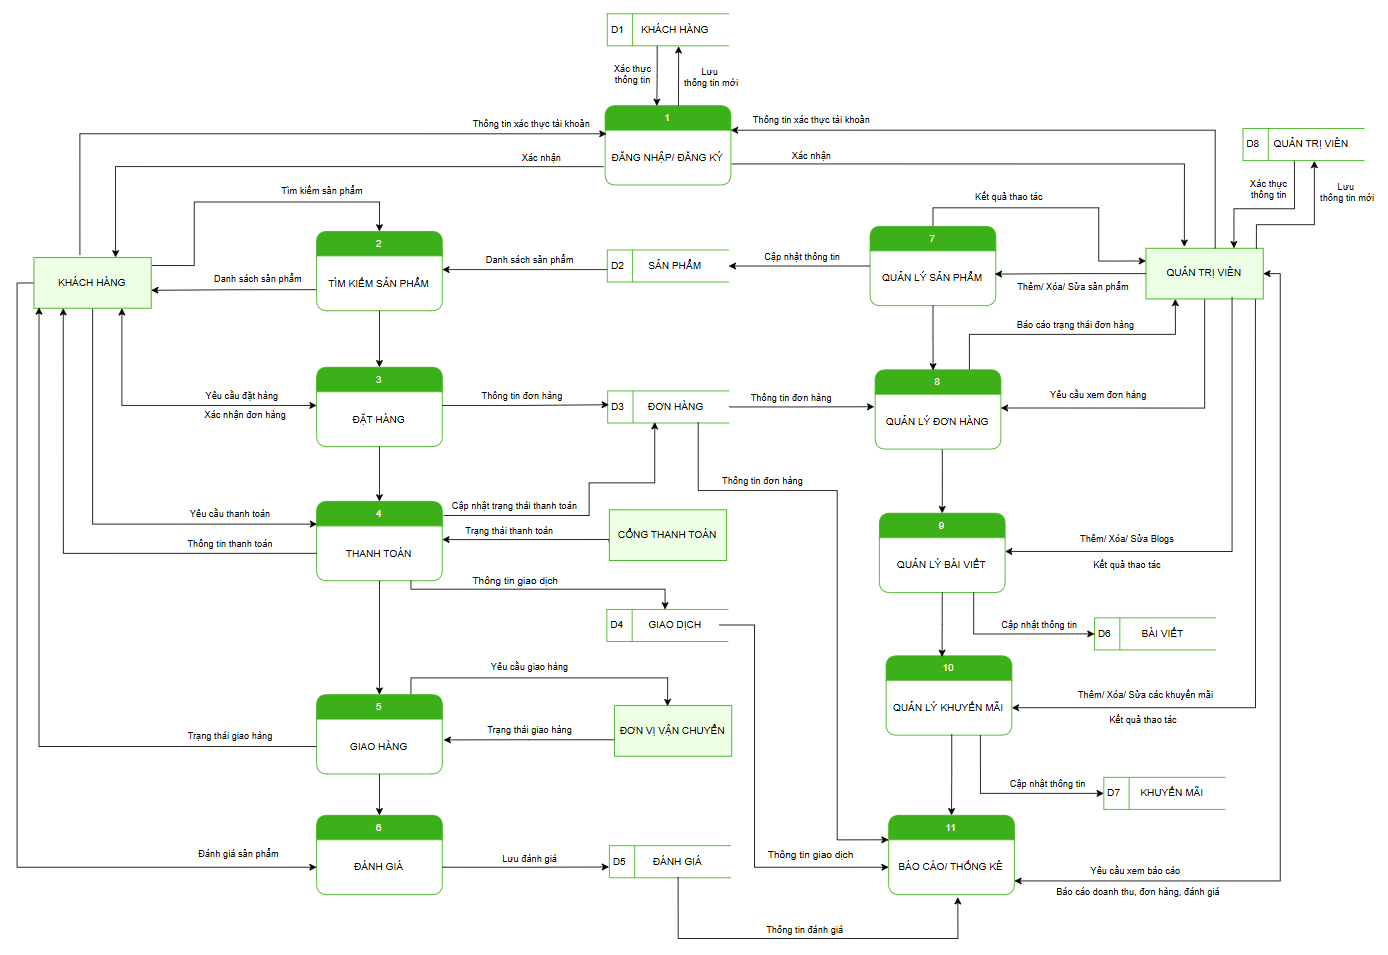 D1
KHÁCH HÀNG
Xác thực
thông tin
Lưu
thông tin mới
1
ĐĂNG NHẬP/ ĐĂNG KÝ
Thông tin xác thực tài khoản
Thông tin xác thực tài khoản
Xác nhận
Xác nhận
D8
QUẢN TRỊ VIÊN
Xác thực
thông tin
Lưu
thông tin mới
Tìm kiếm sản phẩm
Kết quả thao tác
2
TÌM KIẾM SẢN PHẨM
7
QUẢN LÝ SẢN PHẨM
KHÁCH HÀNG
Danh sách sản phẩm
Danh sách sản phẩm
D2
SẢN PHẨM
Cập nhật thông tin
Thêm/ Xóa/ Sửa sản phẩm
QUẢN TRỊ VIÊN
Báo cáo trạng thái đơn hàng
3
ĐẶT HÀNG
Yêu cầu đặt hàng
Xác nhận đơn hàng
Thông tin đơn hàng
D3
ĐƠN HÀNG
Thông tin đơn hàng
8
QUẢN LÝ ĐƠN HÀNG
Yêu cầu xem đơn hàng
Thông tin đơn hàng
Yêu cầu thanh toán
Thông tin thanh toán
4
THANH TOÁN
Cập nhật trạng thái thanh toán
Trạng thái thanh toán
CỔNG THANH TOÁN
9
QUẢN LÝ BÀI VIẾT
Thêm/ Xóa/ Sửa Blogs
Kết quả thao tác
Thông tin giao dịch
D4
GIAO DỊCH
Cập nhật thông tin
D6
BÀI VIẾT
Yêu cầu giao hàng
5
GIAO HÀNG
Trạng thái giao hàng
Trạng thái giao hàng
ĐƠN VỊ VẬN CHUYỂN
10
QUẢN LÝ KHUYẾN MÃI
Thêm/ Xóa/ Sửa các khuyến mãi
Kết quả thao tác
Cập nhật thông tin
D7
KHUYẾN MÃI
6
ĐÁNH GIÁ
Đánh giá sản phẩm
Lưu đánh giá
D5
ĐÁNH GIÁ
Thông tin giao dịch
11
BÁO CÁO/ THỐNG KÊ
Yêu cầu xem báo cáo
Báo cáo doanh thu, đơn hàng, đánh giá
Thông tin đánh giá